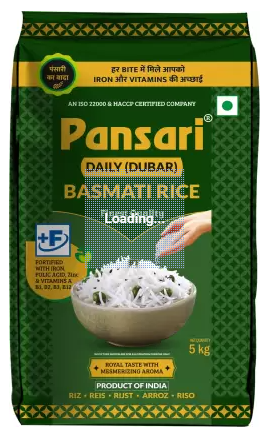 पंसारी
का वादा
हर BITE में मिले आपको
IRON और VITAMINS की अच्छाई
AN ISO 22000 & HACCP CERTIFIED COMPANY
Pansari®
DAILY (DUBAR)
BASMATI RICE
Loading...
+F
FORTIFIED
WITH IRON,
FOLIC ACID, Zinc
& VITAMINS A
B1, B2, B3, B12
5 kg
ROYAL TASTE WITH
MESMERIZING AROMA
PRODUCT OF INDIA
RIZ • REIS • RIJST • ARROZ • RISO